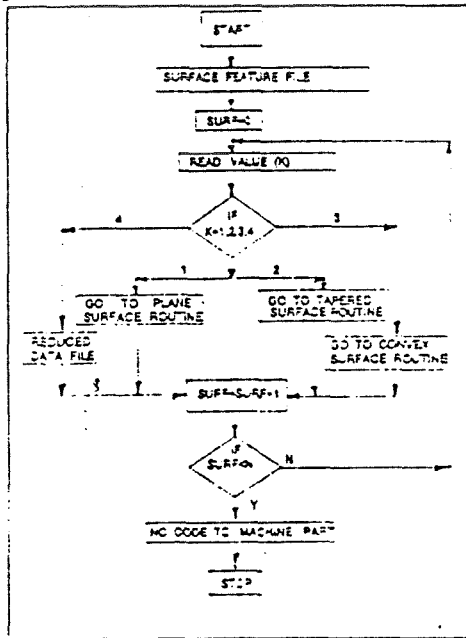 START
SURFACE FEATURE FILE
SURF=0
READ VALUE (K)
IF
K=1,2,3,4
4
3
1
2
GO TO PLANE
SURFACE ROUTINE
GO TO TAPERED
SURFACE ROUTINE
REDUCED
DATA FILE
GO TO CONVEX
SURFACE ROUTINE
SURF=SURF+1
IF
N
Y
NC CODE TO MACHINE PART
STOP